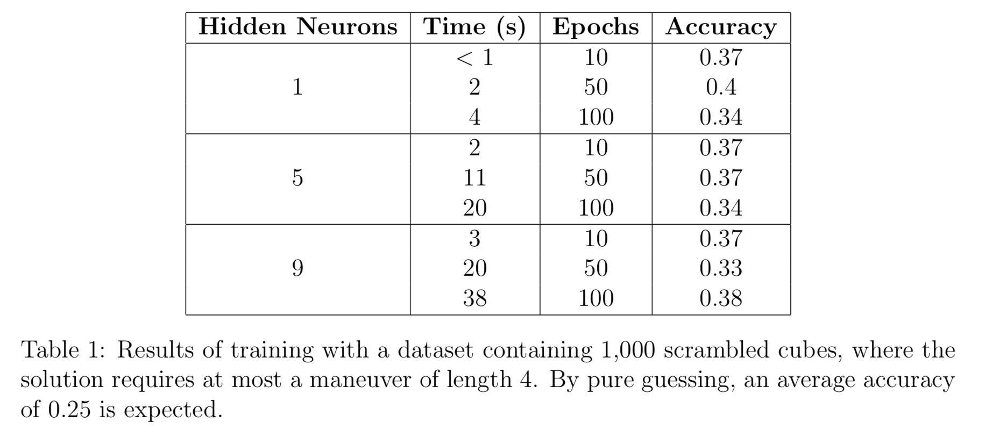 Hidden Neurons Time (s) Epochs Accuracy
< 1 10 0.37
1 2 50 0.4
4 100 0.34
2 10 0.37
5 11 50 0.37
20 100 0.34
3 10 0.37
9 20 50 0.33
38 100 0.38
Table 1: Results of training with a dataset containing 1,000 scrambled cubes, where the
solution requires at most a maneuver of length 4. By pure guessing, an average accuracy
of 0.25 is expected.